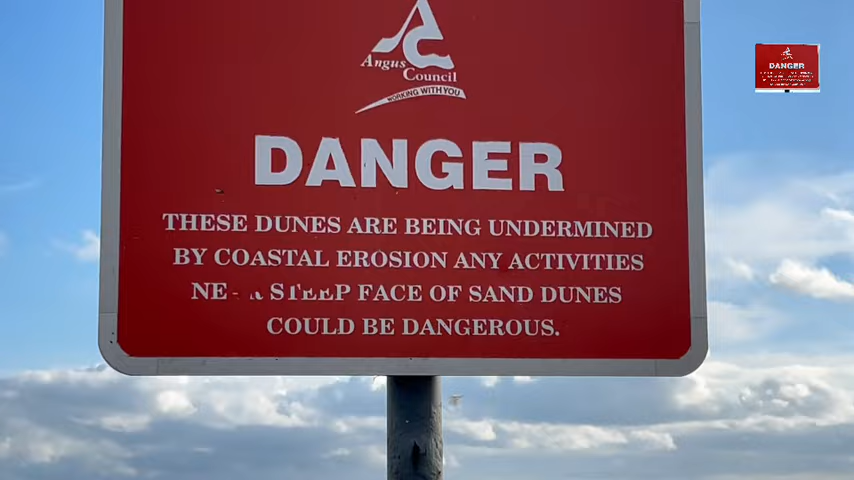 Angus
Council
WORKING WITH YOU
DANGER
THESE DUNES ARE BEING UNDERMINED
BY COASTAL EROSION ANY ACTIVITIES
STEEP FACE OF SAND DUNES
COULD BE DANGEROUS.
DANGER